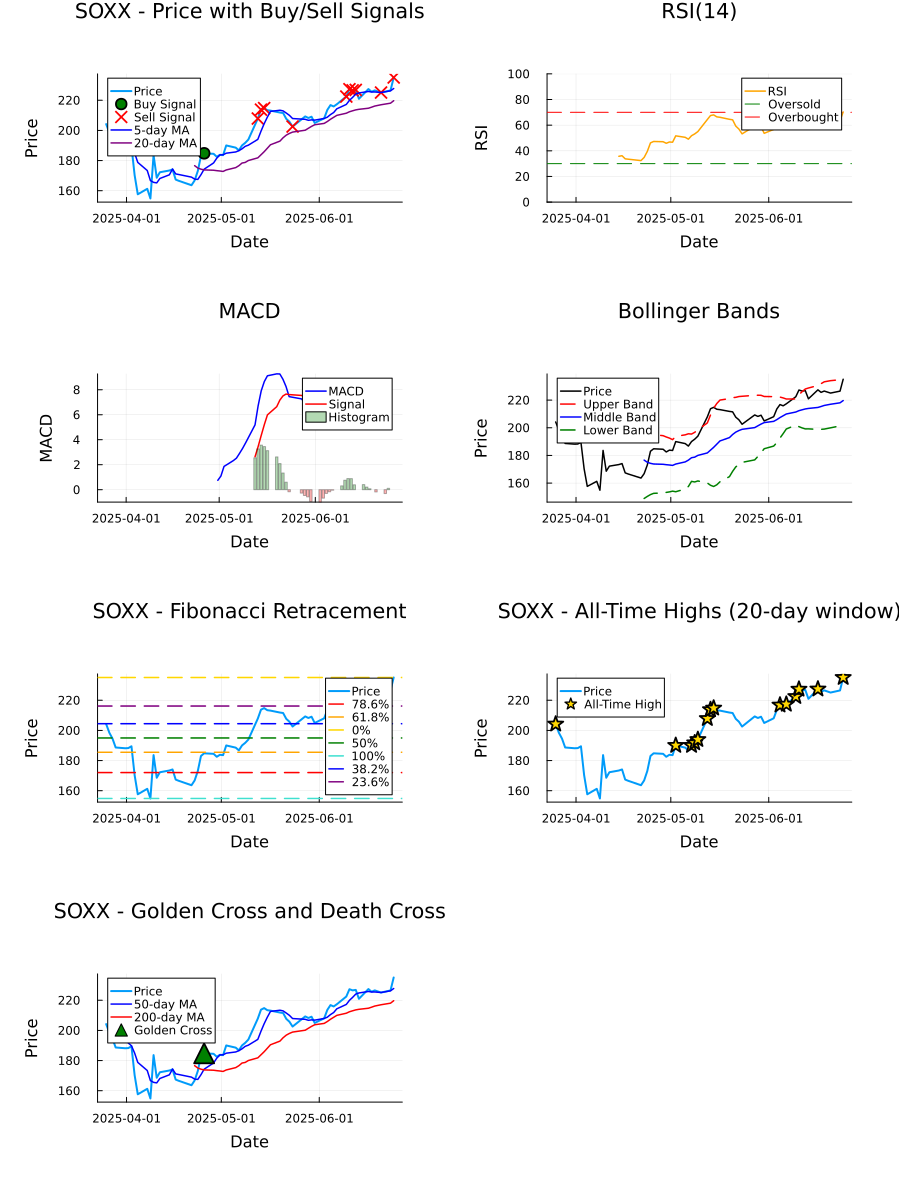 SOXX - Price with Buy/Sell Signals
Price
220
200
180
160
Price
Buy Signal
Sell Signal
5-day MA
20-day MA
2025-04-01
2025-05-01
2025-06-01
Date
RSI(14)
RSI
100
80
60
40
20
0
RSI
Oversold
Overbought
2025-04-01
2025-05-01
2025-06-01
Date
MACD
MACD
8
6
4
2
0
MACD
Signal
Histogram
2025-04-01
2025-05-01
2025-06-01
Date
Bollinger Bands
Price
220
200
180
160
Price
Upper Band
Middle Band
Lower Band
2025-04-01
2025-05-01
2025-06-01
Date
SOXX - Fibonacci Retracement
Price
220
200
180
160
Price
78.6%
61.8%
0%
50%
100%
38.2%
23.6%
2025-04-01
2025-05-01
2025-06-01
Date
SOXX - All-Time Highs (20-day window)
Price
220
200
180
160
Price
All-Time High
2025-04-01
2025-05-01
2025-06-01
Date
SOXX - Golden Cross and Death Cross
Price
220
200
180
160
Price
50-day MA
200-day MA
Golden Cross
2025-04-01
2025-05-01
2025-06-01
Date